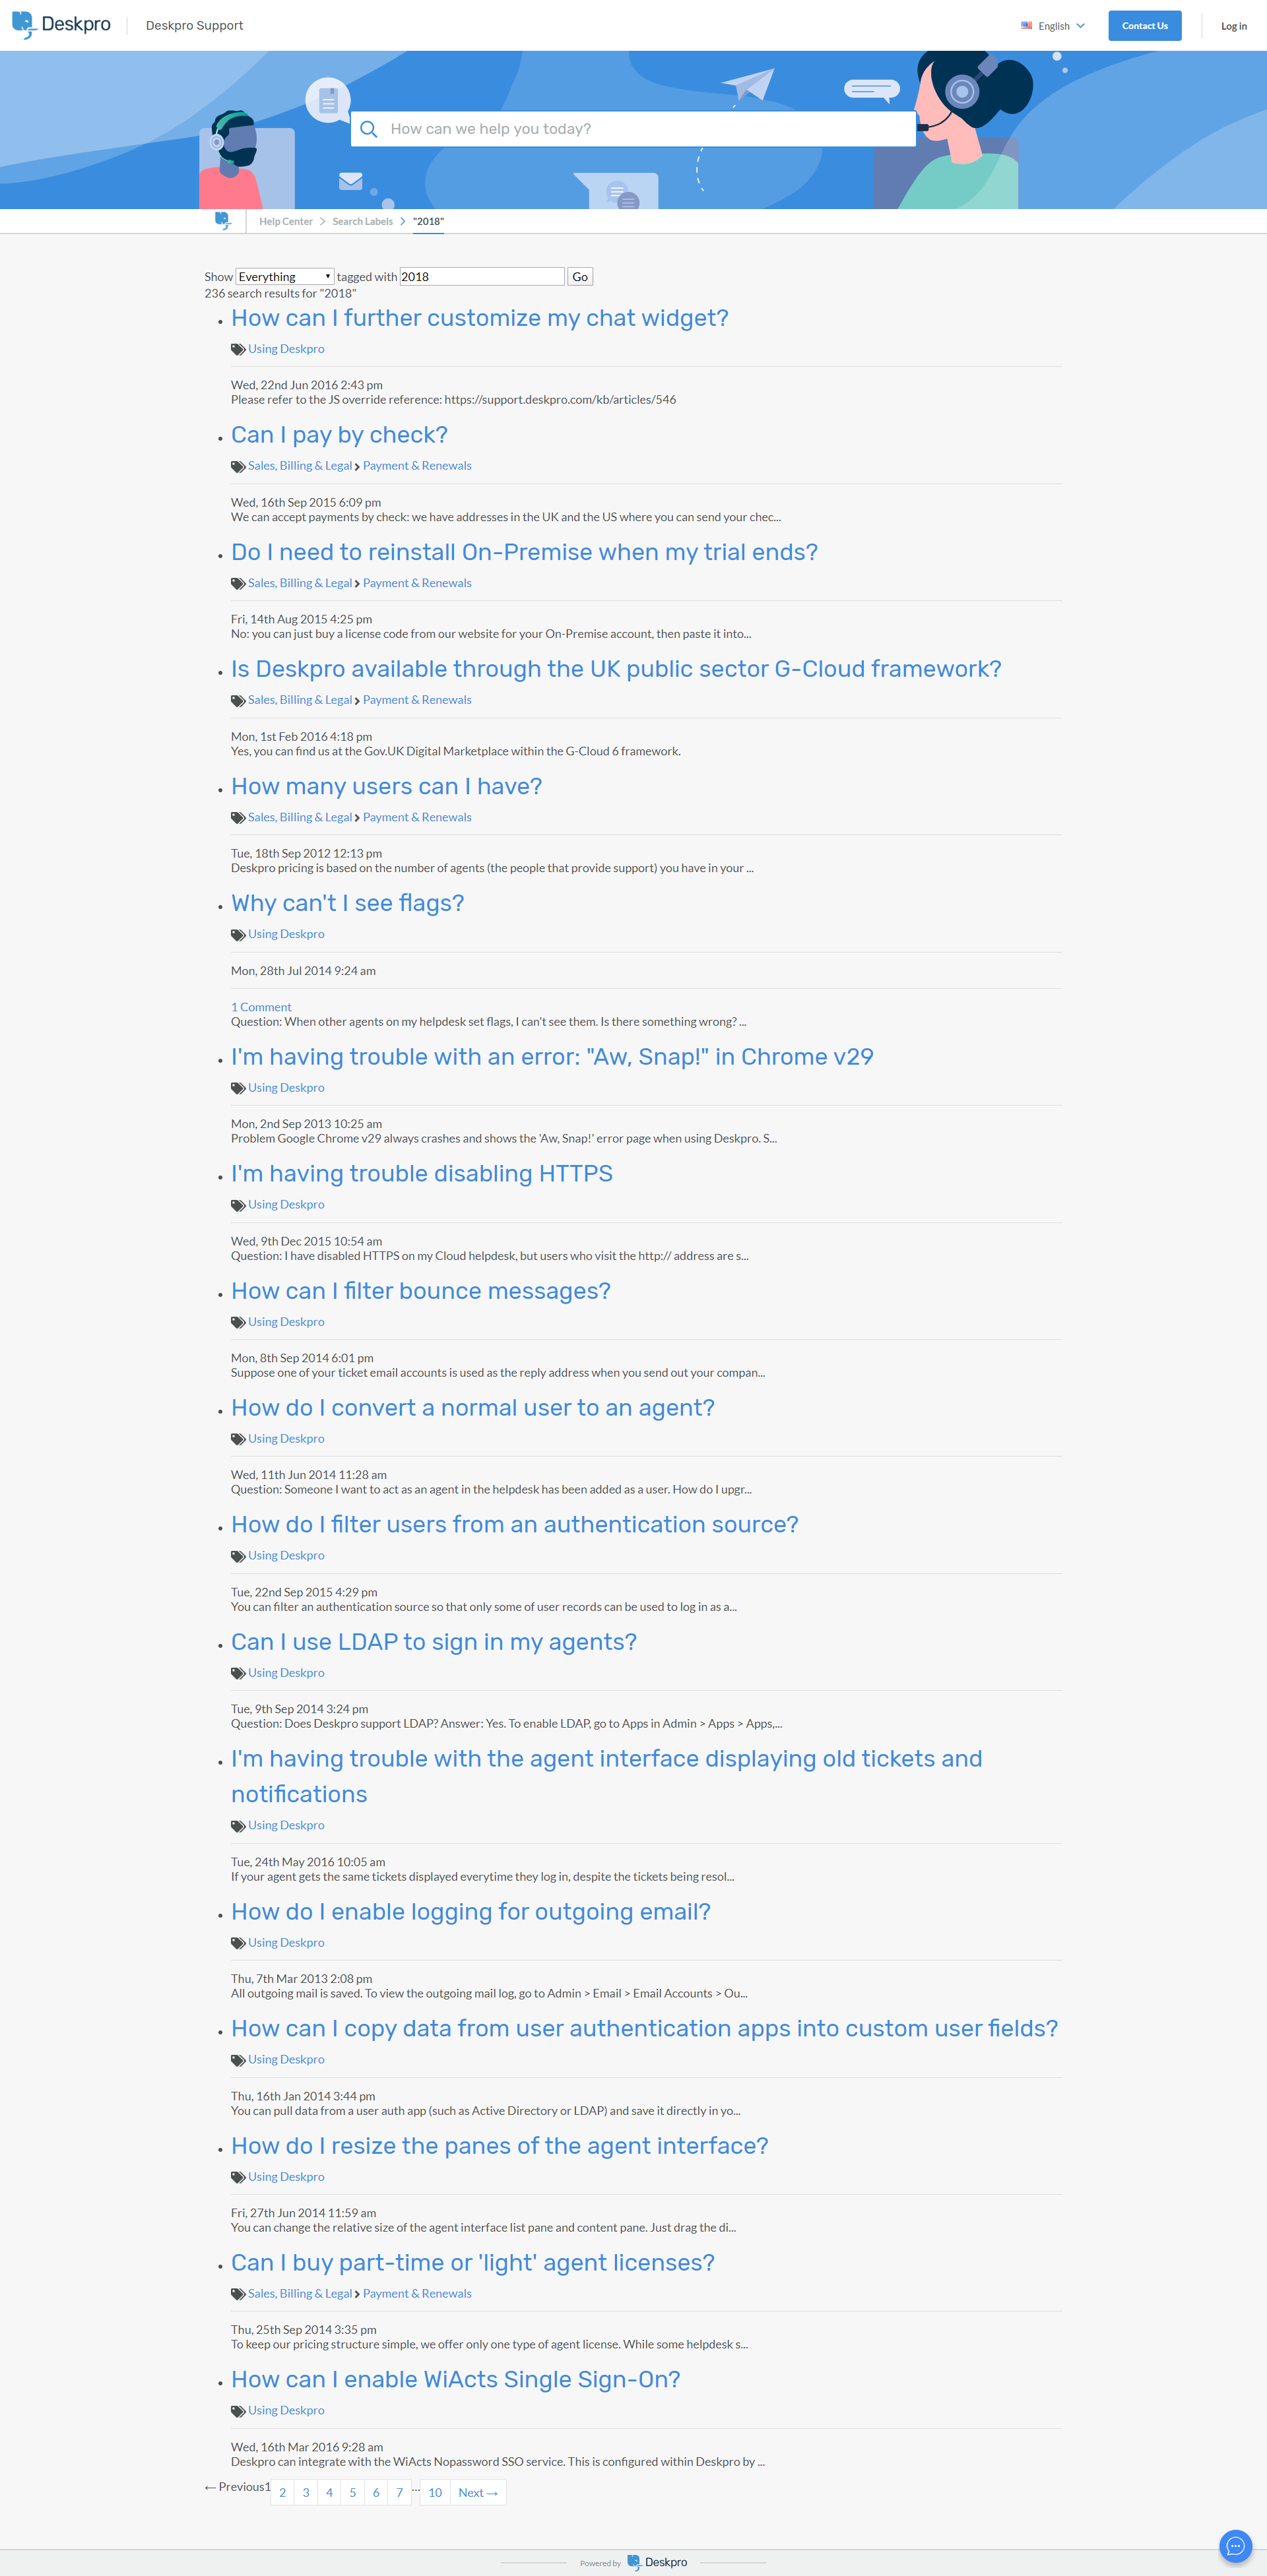 Deskpro
Deskpro Support
English
Contact Us
Log in
How can we help you today?
Help Center > Search Labels > "2018"
Show Everything tagged with 2018 Go
236 search results for "2018"
How can I further customize my chat widget?
Using Deskpro
Wed, 22nd Jun 2016 2:43 pm
Please refer to the JS override reference: https://support.deskpro.com/kb/articles/546
Can I pay by check?
Sales, Billing & Legal > Payment & Renewals
Wed, 16th Sep 2015 6:09 pm
We can accept payments by check: we have addresses in the UK and the US where you can send your chec...
Do I need to reinstall On-Premise when my trial ends?
Sales, Billing & Legal > Payment & Renewals
Fri, 14th Aug 2015 4:25 pm
No: you can just buy a license code from our website for your On-Premise account, then paste it into...
Is Deskpro available through the UK public sector G-Cloud framework?
Sales, Billing & Legal > Payment & Renewals
Mon, 1st Feb 2016 4:18 pm
Yes, you can find us at the Gov.UK Digital Marketplace within the G-Cloud 6 framework.
How many users can I have?
Sales, Billing & Legal > Payment & Renewals
Tue, 18th Sep 2012 12:13 pm
Deskpro pricing is based on the number of agents (the people that provide support) you have in your ...
Why can't I see flags?
Using Deskpro
Mon, 28th Jul 2014 9:24 am
1 Comment
Question: When other agents on my helpdesk set flags, I can't see them. Is there something wrong? ...
I'm having trouble with an error: "Aw, Snap!" in Chrome v29
Using Deskpro
Mon, 2nd Sep 2013 10:25 am
Problem Google Chrome v29 always crashes and shows the 'Aw, Snap!' error page when using Deskpro. S...
I'm having trouble disabling HTTPS
Using Deskpro
Wed, 9th Dec 2015 10:54 am
Question: I have disabled HTTPS on my Cloud helpdesk, but users who visit the http:// address are s...
How can I filter bounce messages?
Using Deskpro
Mon, 8th Sep 2014 6:01 pm
Suppose one of your ticket email accounts is used as the reply address when you send out your compan...
How do I convert a normal user to an agent?
Using Deskpro
Wed, 11th Jun 2014 11:28 am
Question: Someone I want to act as an agent in the helpdesk has been added as a user. How do I upgr...
How do I filter users from an authentication source?
Using Deskpro
Tue, 22nd Sep 2015 4:29 pm
You can filter an authentication source so that only some of user records can be used to log in as a...
Can I use LDAP to sign in my agents?
Using Deskpro
Tue, 9th Sep 2014 3:24 pm
Question: Does Deskpro support LDAP? Answer: Yes. To enable LDAP, go to Apps in Admin > Apps > Apps,...
I'm having trouble with the agent interface displaying old tickets and
notifications
Using Deskpro
Tue, 24th May 2016 10:05 am
If your agent gets the same tickets displayed everytime they log in, despite the tickets being resol...
How do I enable logging for outgoing email?
Using Deskpro
Thu, 7th Mar 2013 2:08 pm
All outgoing mail is saved. To view the outgoing mail log, go to Admin > Email > Email Accounts > Ou...
How can I copy data from user authentication apps into custom user fields?
Using Deskpro
Thu, 16th Jan 2014 3:44 pm
You can pull data from a user auth app (such as Active Directory or LDAP) and save it directly in yo...
How do I resize the panes of the agent interface?
Using Deskpro
Fri, 27th Jun 2014 11:59 am
You can change the relative size of the agent interface list pane and content pane. Just drag the di...
Can I buy part-time or 'light' agent licenses?
Sales, Billing & Legal > Payment & Renewals
Thu, 25th Sep 2014 3:35 pm
To keep our pricing structure simple, we offer only one type of agent license. While some helpdesk s...
How can I enable WiActs Single Sign-On?
Using Deskpro
Wed, 16th Mar 2016 9:28 am
Deskpro can integrate with the WiActs Nopassword SSO service. This is configured within Deskpro by ...
← Previous 1 2 3 4 5 6 7 ... 10 Next →
Powered by Deskpro